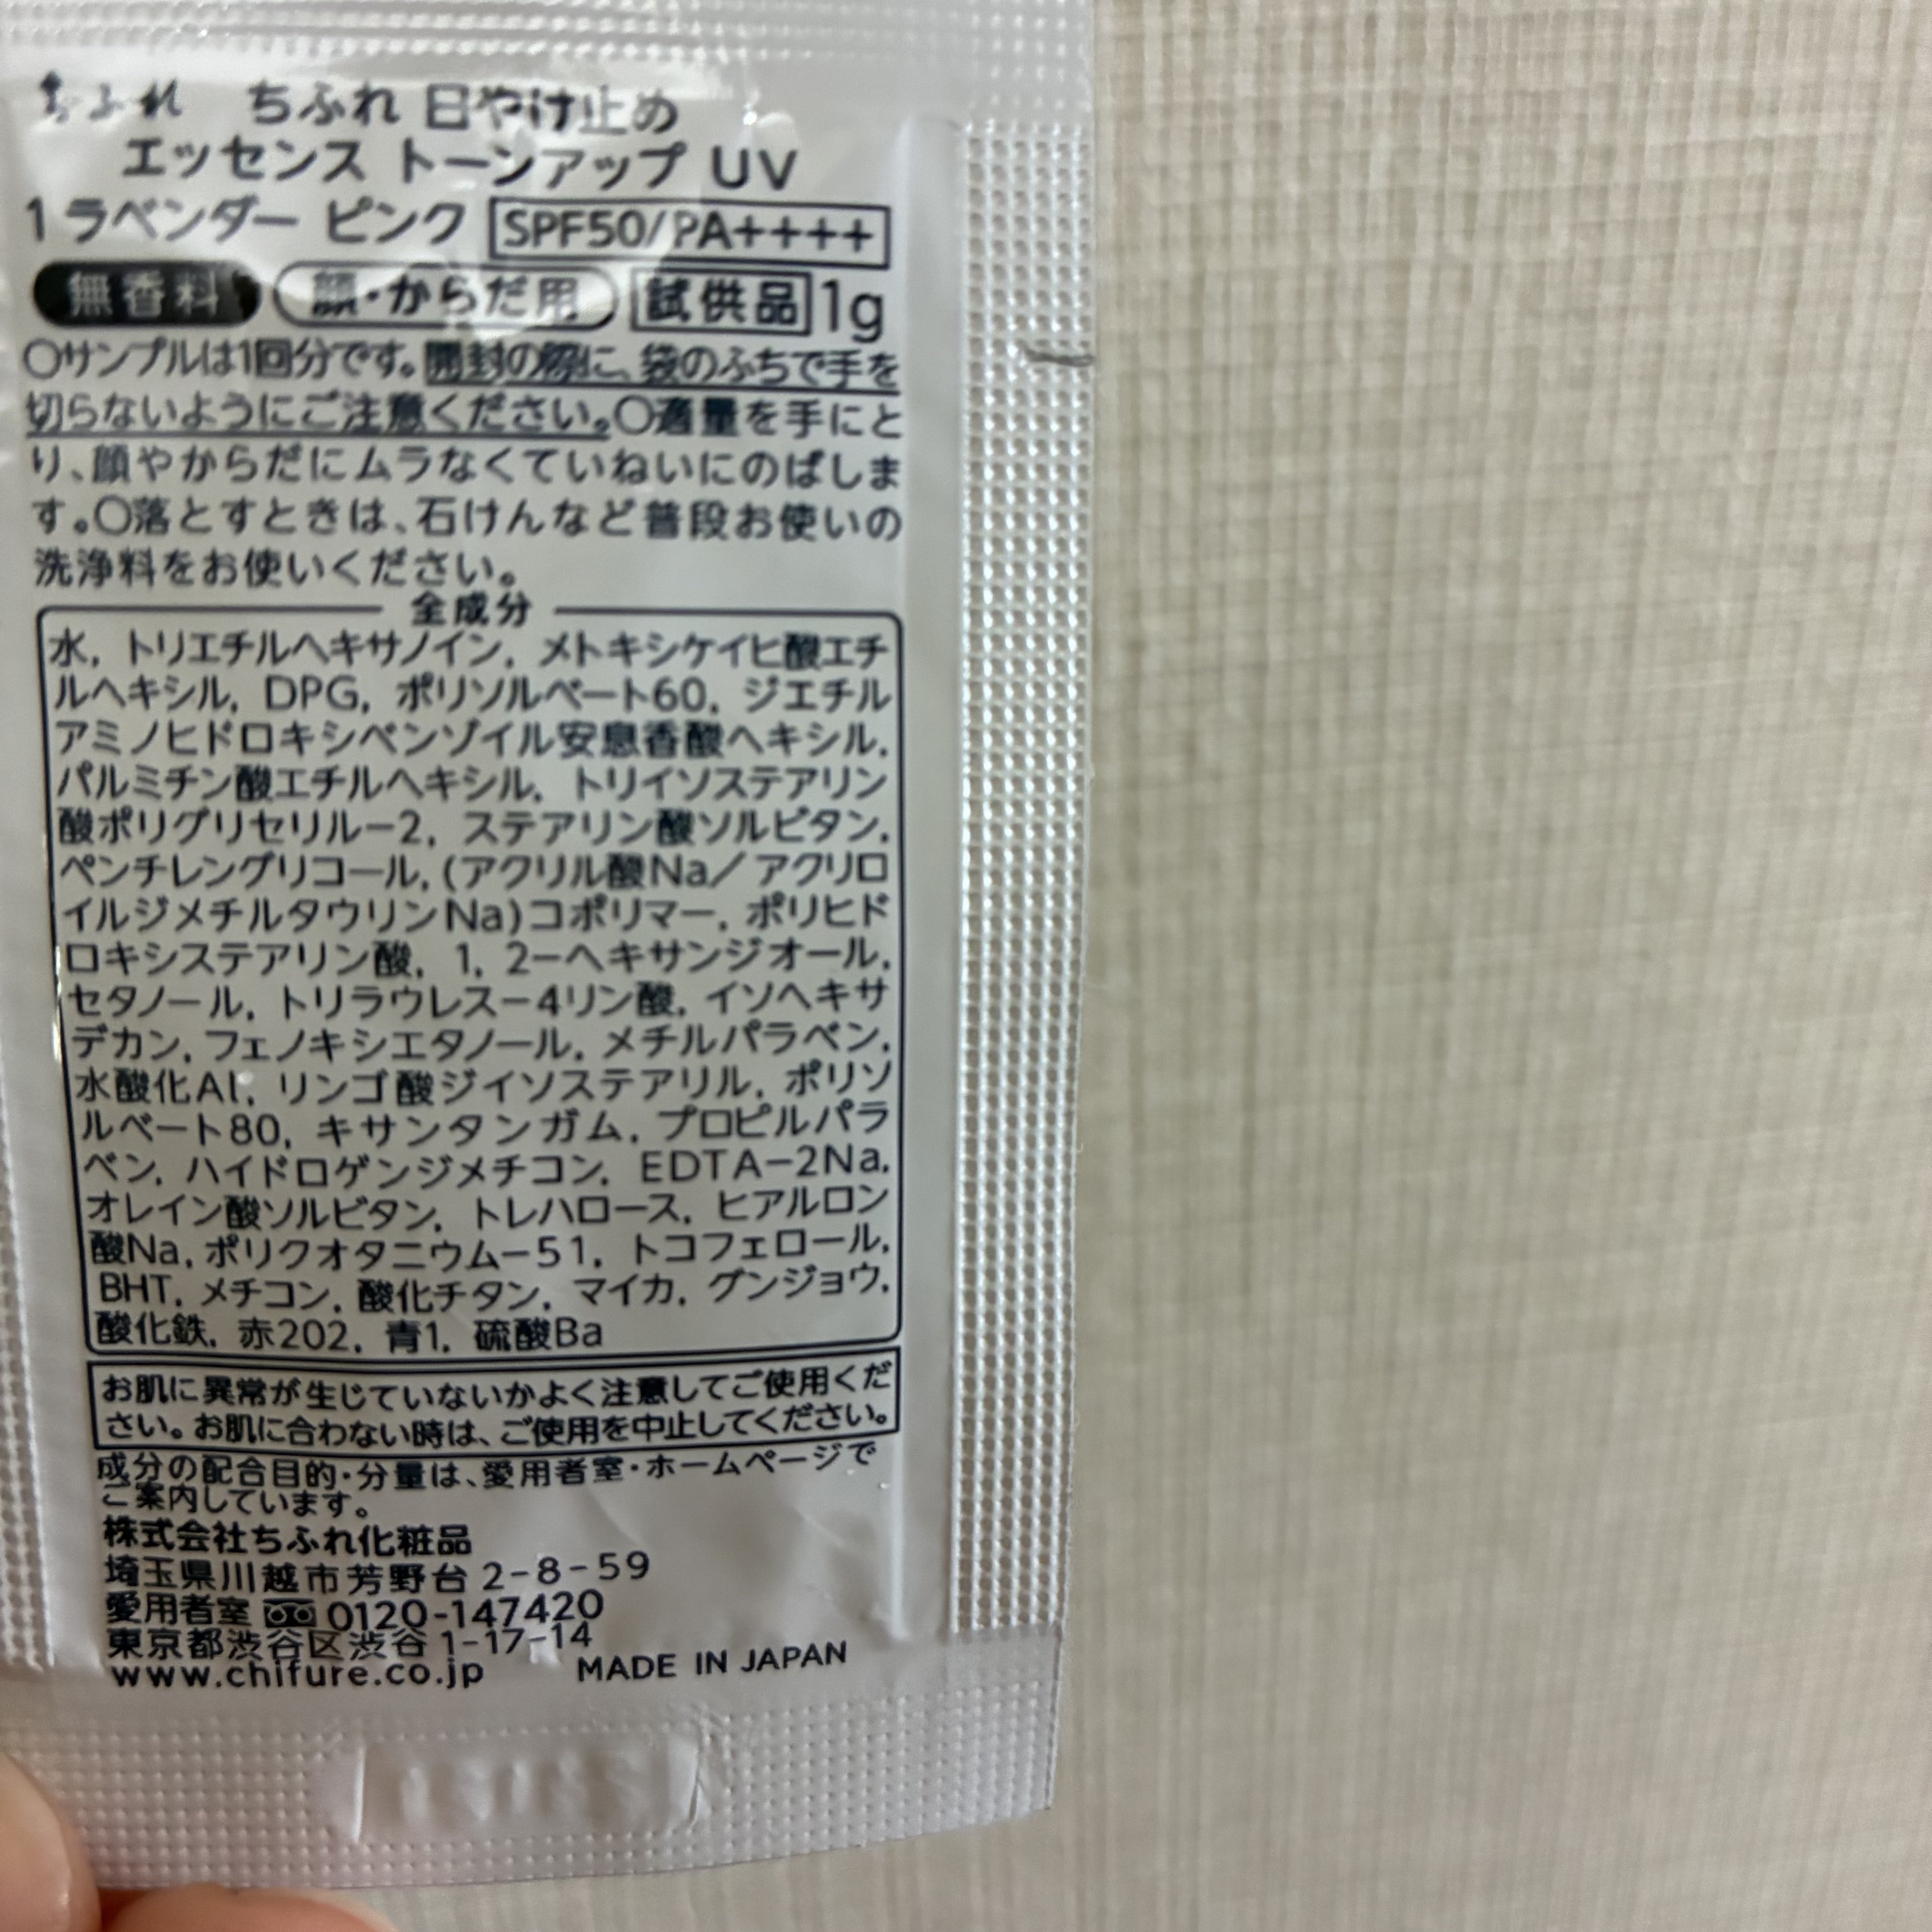 ちふれ ちふれ 日やけ止め
エッセンス トーンアップ UV
1 ラベンダー ピンク SPF50/PA++++
無香料 顔・からだ用 試供品 1g
〇サンプルは1回分です。開封の際に、袋のふちで手を
切らないようにご注意ください。〇適量を手にと
り、顔やからだにムラなくていねいにのばしま
す。〇落とすときは、石けんなど普段お使いの
洗浄料をお使いください。
全成分
水, トリエチルヘキサノイン, メトキシケイヒ酸エチ
ルヘキシル, DPG, ポリソルベート60, ジエチル
アミノヒドロキシベンゾイル安息香酸ヘキシル,
パルミチン酸エチルヘキシル, トリイソステアリン
酸ポリグリセリル－2, ステアリン酸ソルビタン,
ペンチレングリコール, (アクリル酸Na／アクリロ
イルジメチルタウリンNa)コポリマー, ポリヒド
ロキシステアリン酸, 1, 2－ヘキサンジオール,
セタノール, トリラウレス－4リン酸, イソヘキサ
デカン, フェノキシエタノール, メチルパラベン,
水酸化Al, リンゴ酸ジイソステアリル, ポリソ
ルベート80, キサンタンガム, プロピルパラ
ベン, ハイドロゲンジメチコン, EDTA－2Na,
オレイン酸ソルビタン, トレハロース, ヒアルロン
酸Na, ポリクオタニウム－51, トコフェロール,
BHT, メチコン, 酸化チタン, マイカ, グンジョウ,
酸化鉄, 赤202, 青1, 硫酸Ba
お肌に異常が生じていないかよく注意してご使用くだ
さい。お肌に合わない時は、ご使用を中止してください。
成分の配合目的・分量は、愛用者室・ホームページで
ご案内しています。
株式会社ちふれ化粧品
埼玉県川越市芳野台 2-8-59
愛用者室 0120-147420
東京都渋谷区渋谷 1-17-14
www.chifure.co.jp MADE IN JAPAN